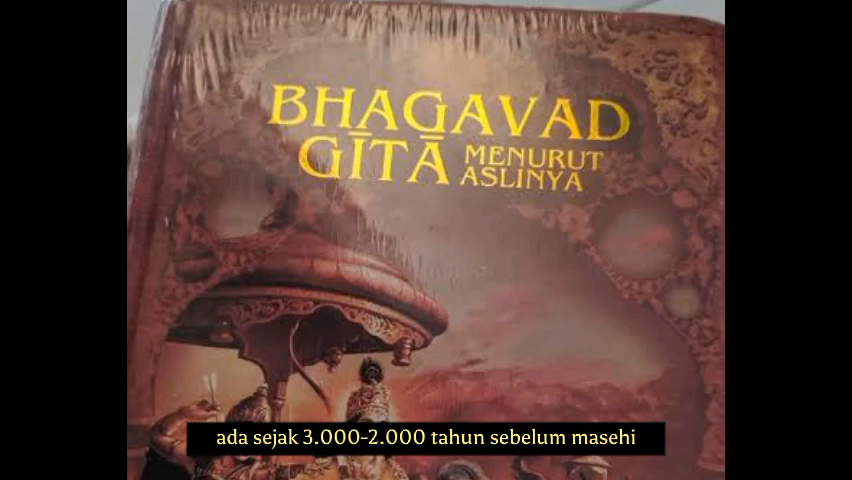 BHAGAVAD
GĪTĀ MENURUT
ASLINYA
ada sejak 3.000-2.000 tahun sebelum masehi